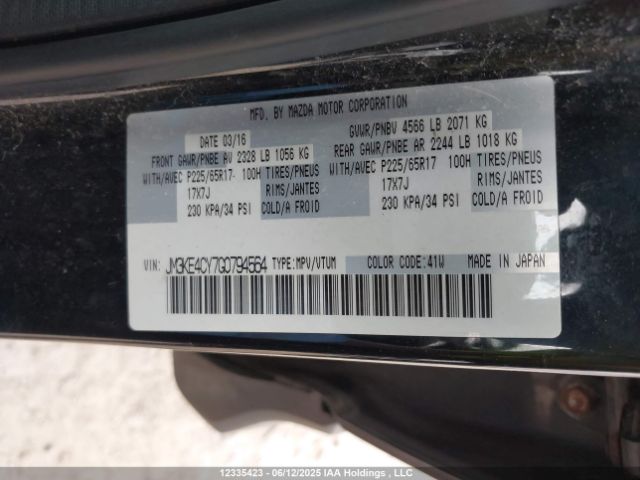 MFD. BY MAZDA MOTOR CORPORATION
DATE 03/16 GVWR/PNBV 4566 LB 2071 KG
FRONT GAWR/PNBE AV 2328 LB 1056 KG REAR GAWR/PNBE AR 2244 LB 1018 KG
WITH/AVEC P225/65R17- 100H TIRES/PNEUS WITH/AVEC P225/65R17 100H TIRES/PNEUS
17X7J RIMS/JANTES 17X7J RIMS/JANTES
230 KPA/34 PSI COLD/A FROID 230 KPA/34 PSI COLD/A FROID
VIN: JM3KE4CY7G0794564 TYPE:MPV/VTUM COLOR CODE:41W MADE IN JAPAN
12335423 - 06/12/2025 IAA Holdings , LLC